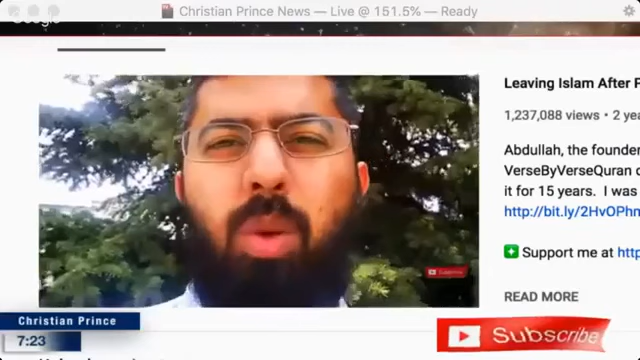 Christian Prince News — Live @ 151.5% — Ready
Google
Leaving Islam After
1,237,088 views • 2
Abdullah, the founder
VerseByVerseQuran
it for 15 years. I was
http://bit.ly/2HvOPh
Support me at http
READ MORE
Christian Prince
7:23
Subscribe